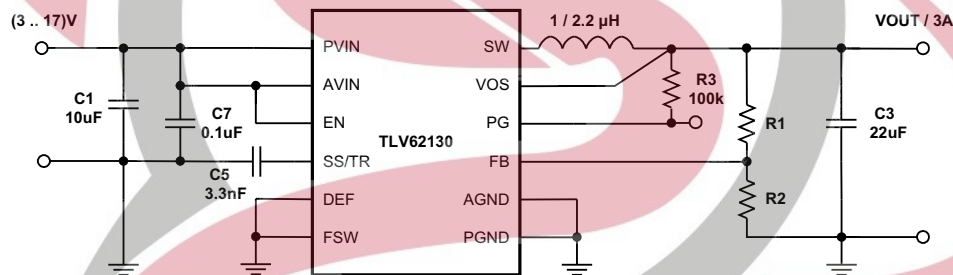 (3 .. 17)V
1 / 2.2 µH
VOUT / 3A
PVIN
SW
AVIN
VOS
R3
100k
C1
10uF
C7
0.1uF
EN
PG
R1
C3
22uF
TLV62130
SS/TR
FB
C5
3.3nF
DEF
AGND
R2
FSW
PGND